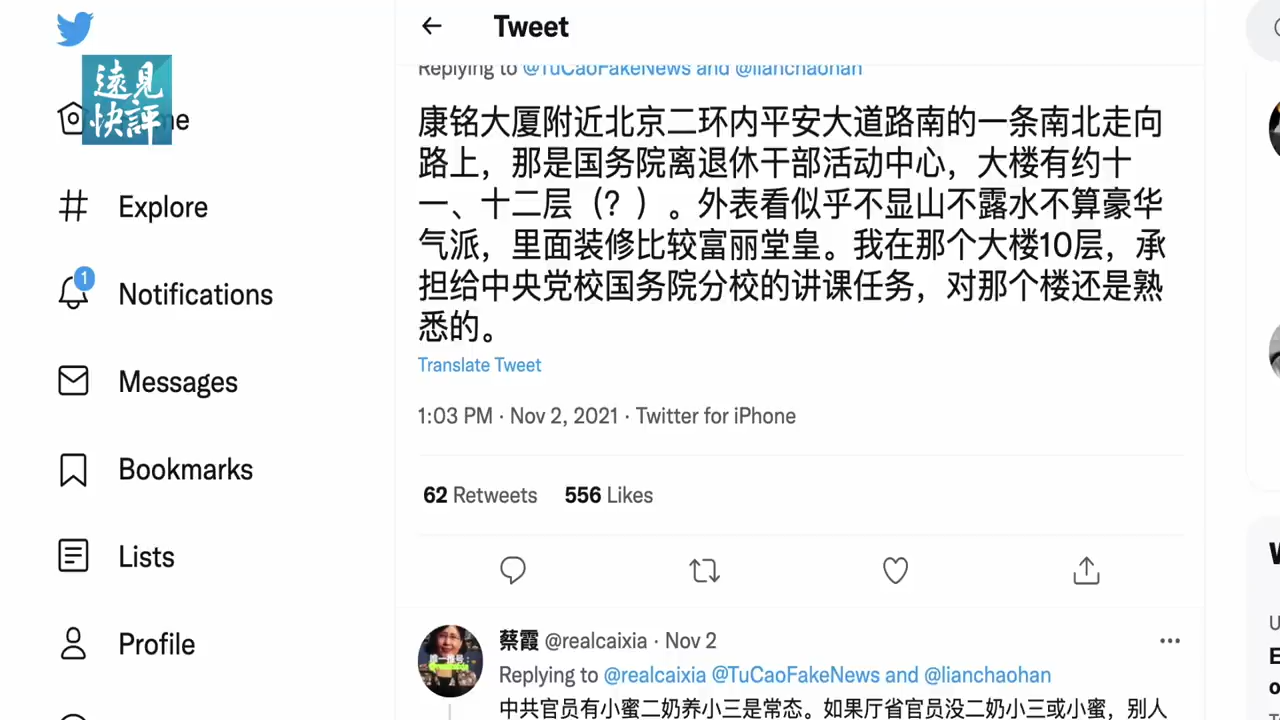 Tweet
遠見
快評
Replying to @TuCaoFakeNews and @lianchaohan
康铭大厦附近北京二环内平安大道路南的一条南北走向
路上，那是国务院离退休干部活动中心，大楼有约十
一、十二层（？）。外表看似乎不显山不露水不算豪华
气派，里面装修比较富丽堂皇。我在那个大楼10层，承
担给中央党校国务院分校的讲课任务，对那个楼还是熟
悉的。
Translate Tweet
1:03 PM · Nov 2, 2021 · Twitter for iPhone
62 Retweets 556 Likes
Explore
1
Notifications
Messages
Bookmarks
Lists
Profile
蔡霞 @realcaixia · Nov 2
Replying to @realcaixia @TuCaoFakeNews and @lianchaohan
中共官员有小蜜二奶养小三是常态。如果厅省官员没二奶小三或小蜜，别人